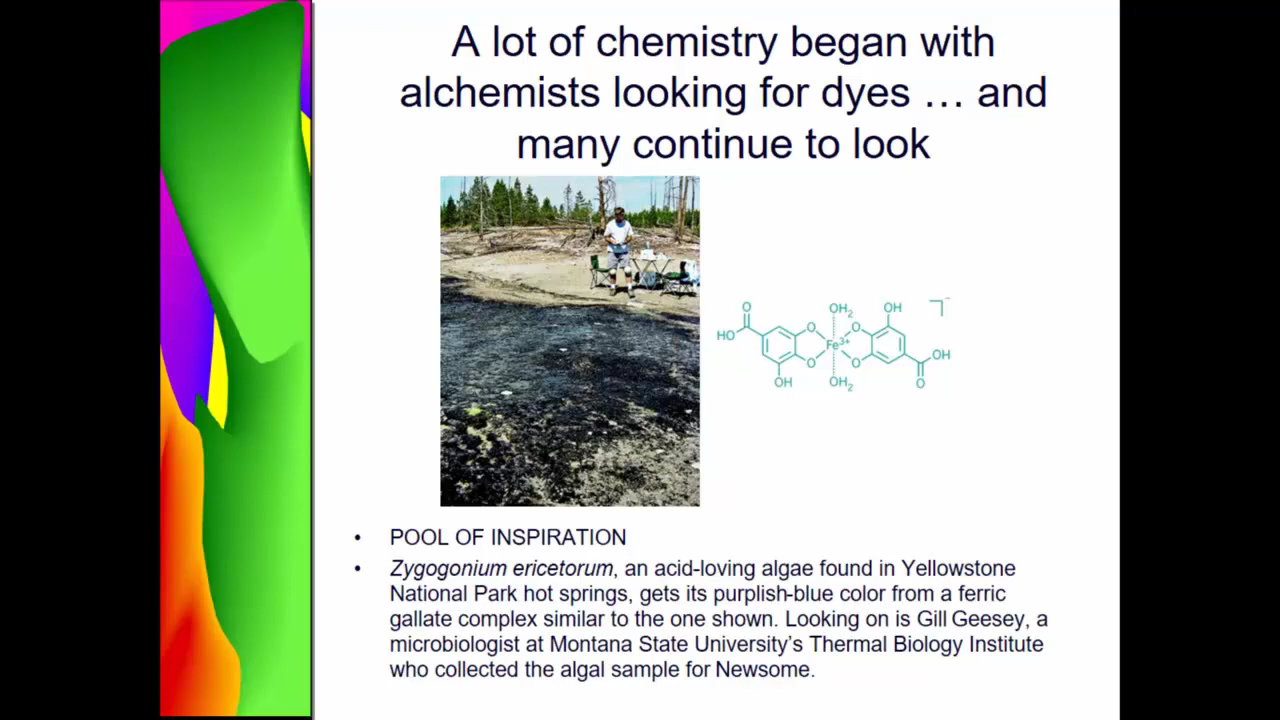 A lot of chemistry began with
alchemists looking for dyes … and
many continue to look
O
HO
O
O
OH
OH₂
Fe³⁺
OH₂
O
O
OH
OH
O
⁻
• POOL OF INSPIRATION
• Zygogonium ericetorum, an acid-loving algae found in Yellowstone
National Park hot springs, gets its purplish-blue color from a ferric
gallate complex similar to the one shown. Looking on is Gill Geesey, a
microbiologist at Montana State University’s Thermal Biology Institute
who collected the algal sample for Newsome.